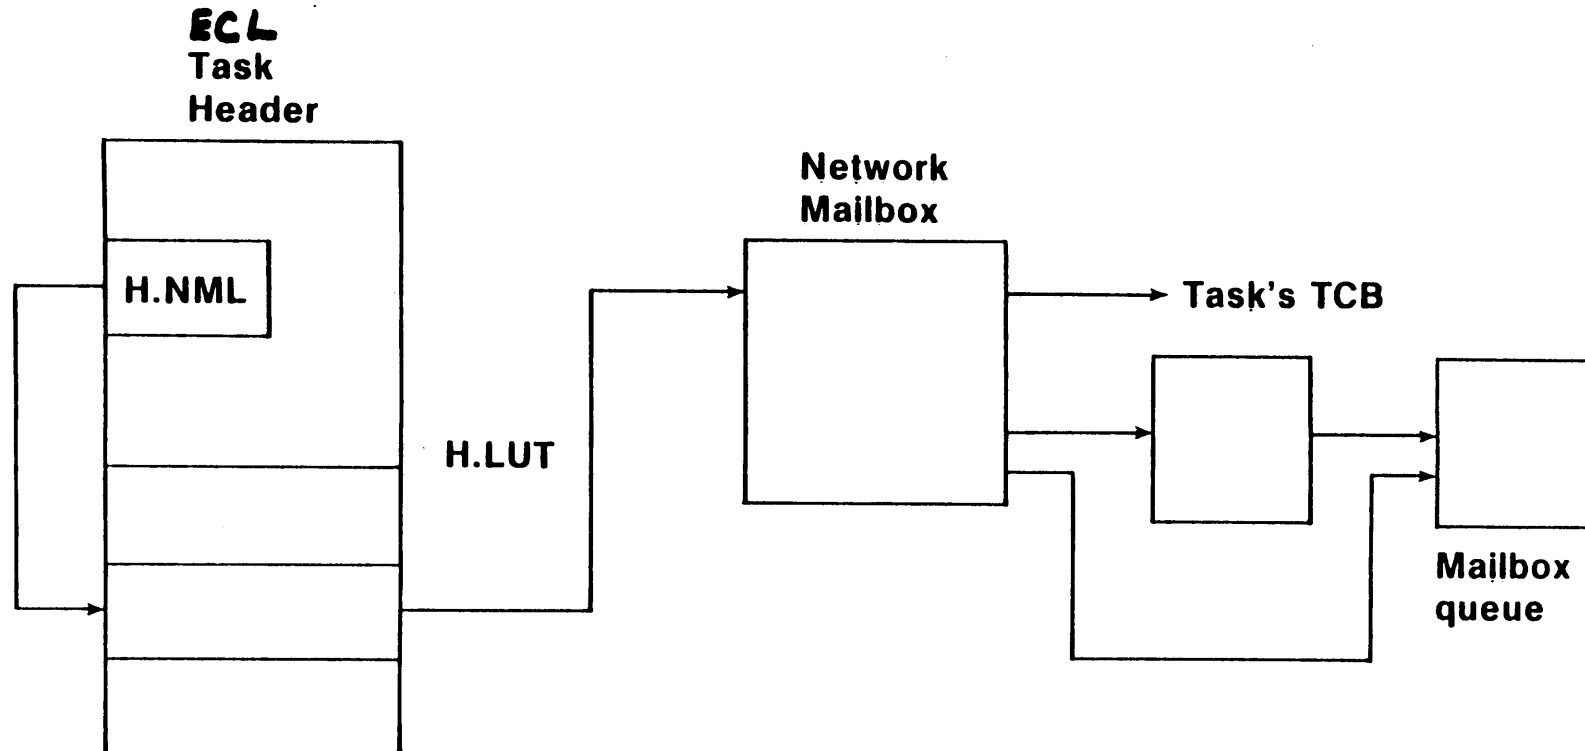 ECL
Task
Header
Network
Mailbox
H.NML
Task's TCB
H.LUT
Mailbox
queue